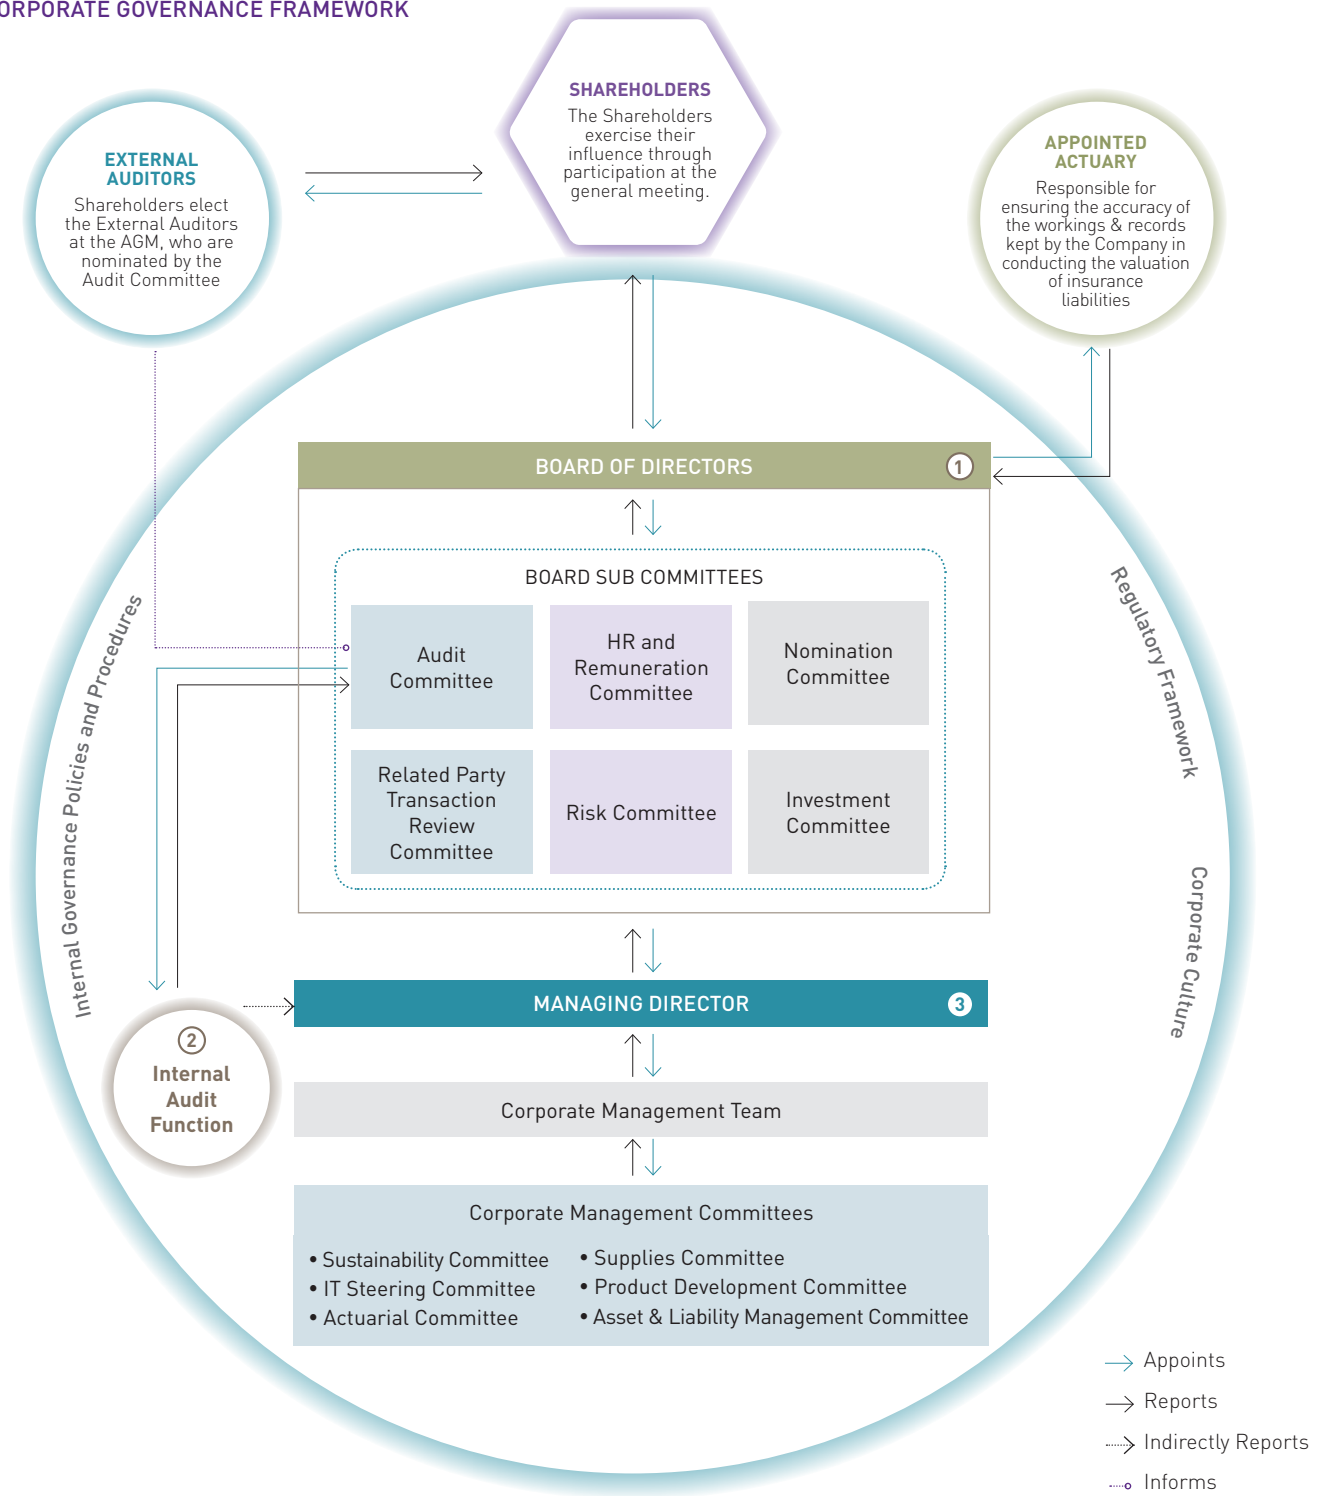 ORPORATE GOVERNANCE FRAMEWORK
SHAREHOLDERS
The Shareholders
exercise their
influence through
participation at the
general meeting.
EXTERNAL
AUDITORS
Shareholders elect
the External Auditors
at the AGM, who are
nominated by the
Audit Committee
APPOINTED
ACTUARY
Responsible for
ensuring the accuracy of
the workings & records
kept by the Company in
conducting the valuation
of insurance
liabilities
BOARD OF DIRECTORS
1
BOARD SUB COMMITTEES
Audit
Committee
HR and
Remuneration
Committee
Nomination
Committee
Related Party
Transaction
Review
Committee
Risk Committee
Investment
Committee
Internal Governance Policies and Procedures
Regulatory Framework
Corporate Culture
MANAGING DIRECTOR
3
2
Internal
Audit
Function
Corporate Management Team
Corporate Management Committees
• Sustainability Committee
• IT Steering Committee
• Actuarial Committee
• Supplies Committee
• Product Development Committee
• Asset & Liability Management Committee
Appoints
Reports
Indirectly Reports
Informs